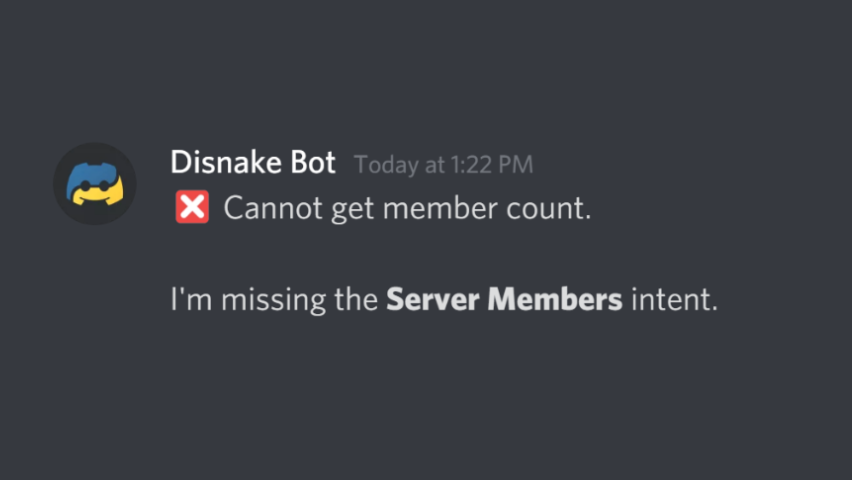 Disnake Bot Today at 1:22 PM
❌ Cannot get member count.
I'm missing the Server Members intent.